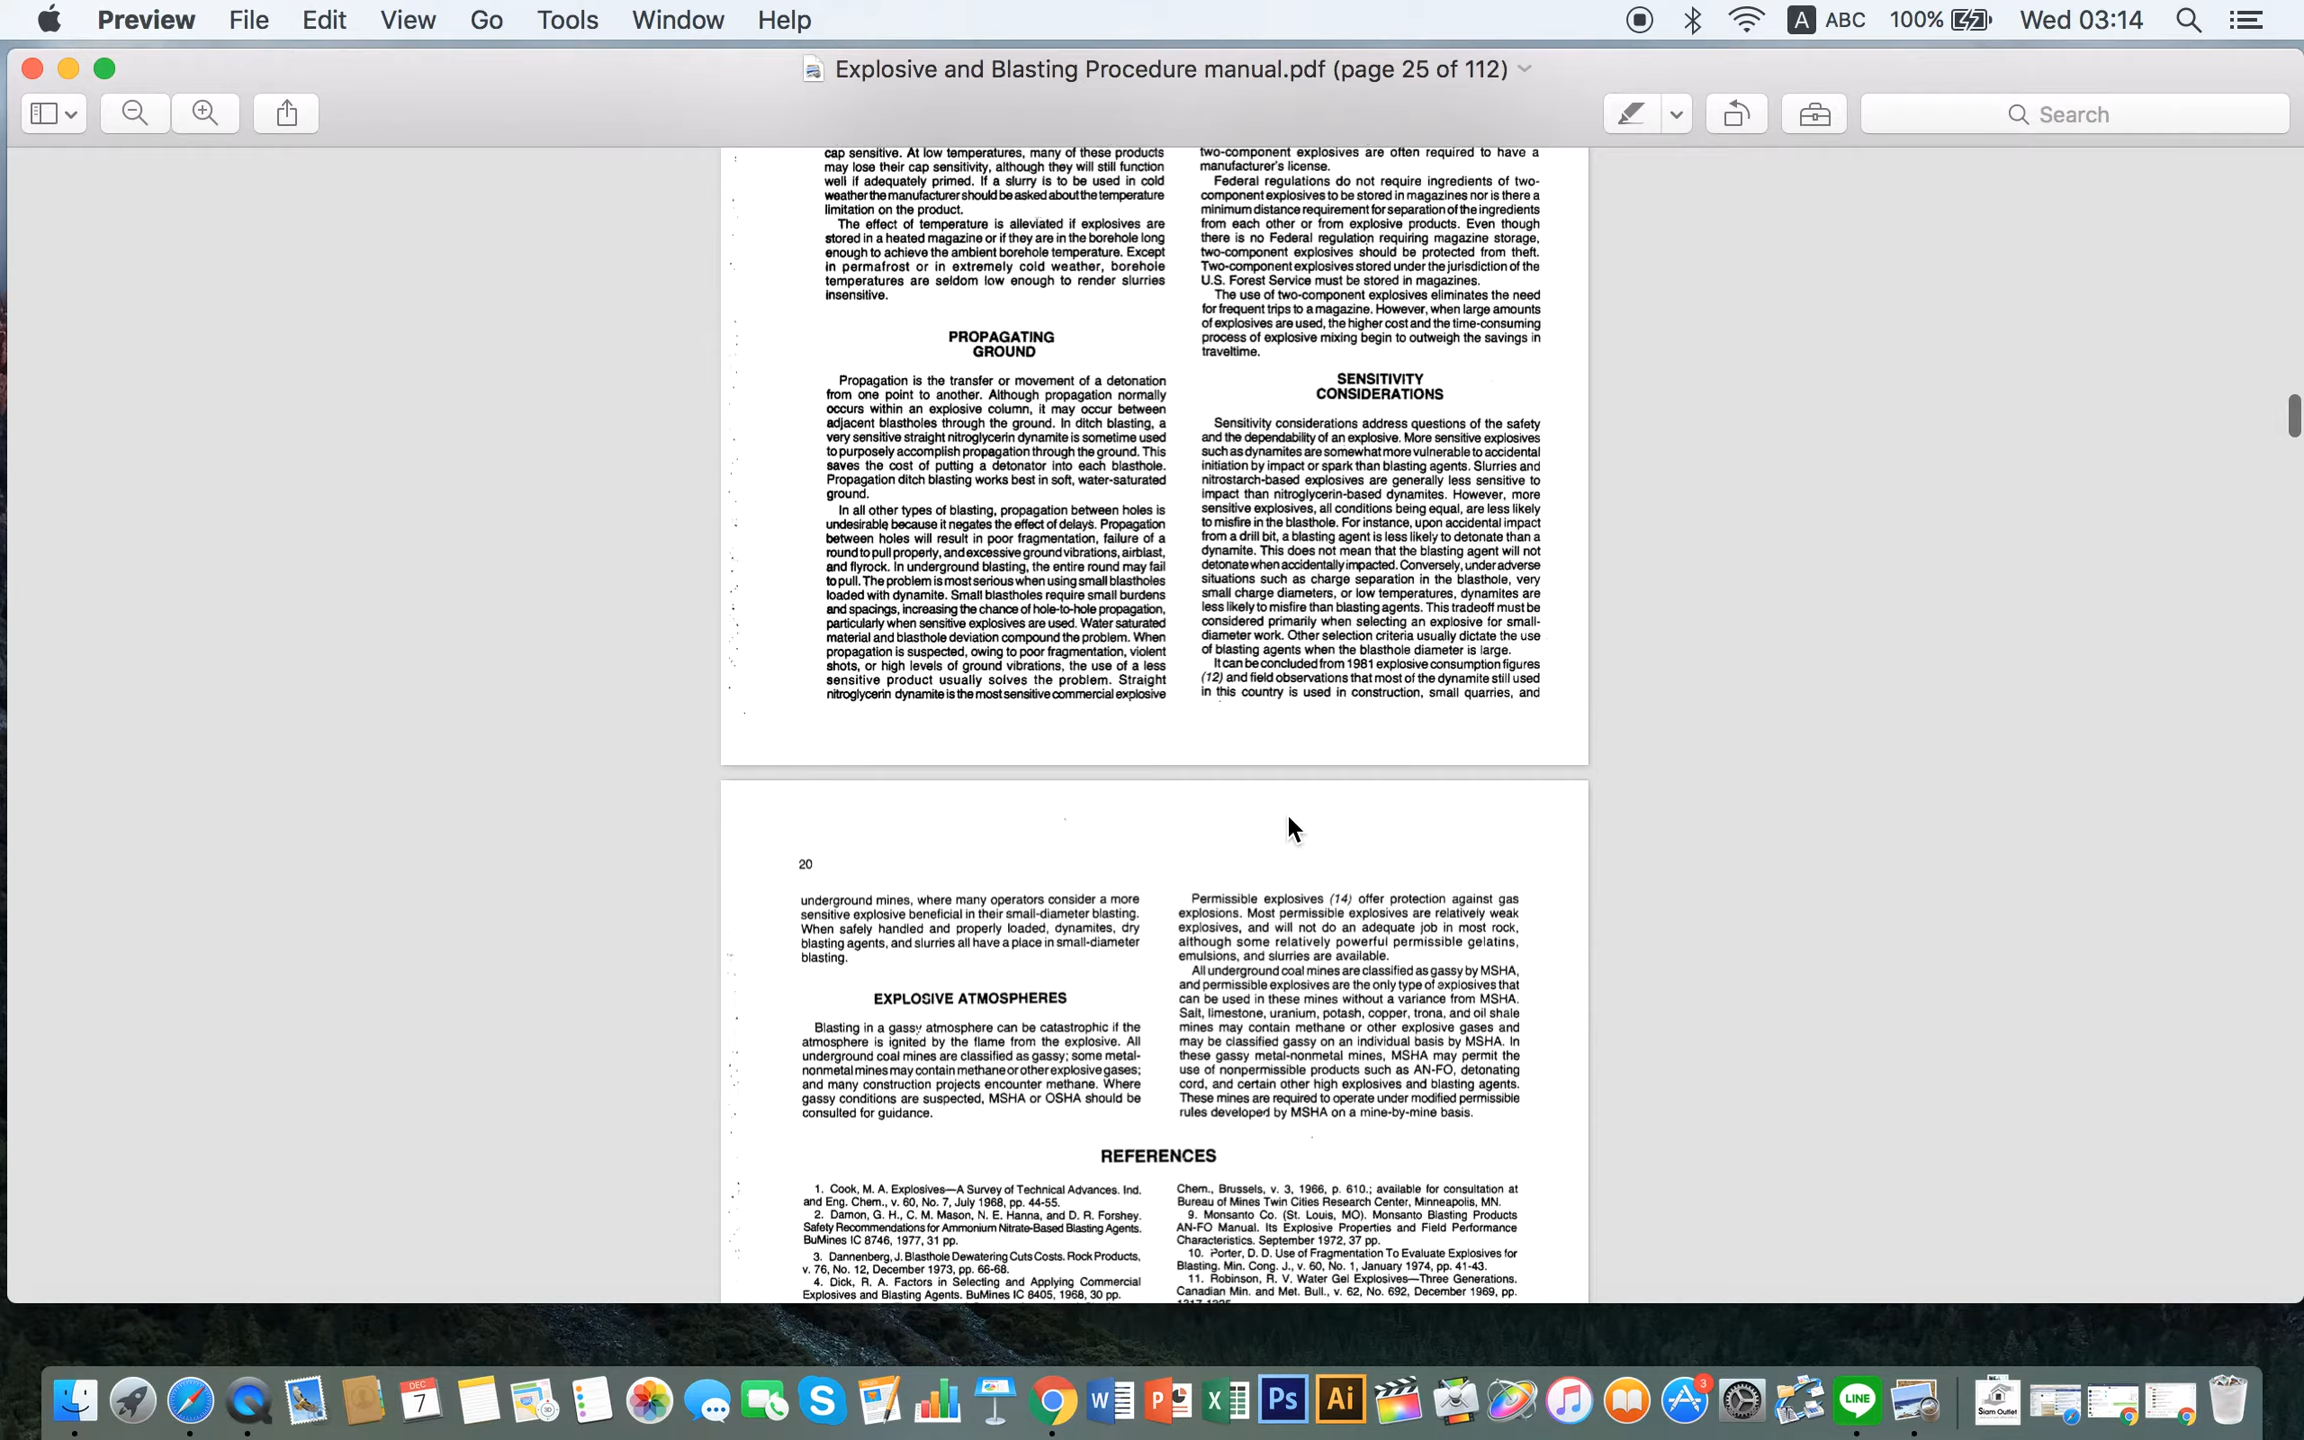 Preview File Edit View Go Tools Window Help
A ABC 100% Wed 03:14
Explosive and Blasting Procedure manual.pdf (page 25 of 112)
Search
cap sensitive. At low temperatures, many of these products
may lose their cap sensitivity, although they will still function
well if adequately primed. If a slurry is to be used in cold
weather the manufacturer should be asked about the temperature
limitation on the product.
The effect of temperature is alleviated if explosives are
stored in a heated magazine or if they are in the borehole long
enough to achieve the ambient borehole temperature. Except
in permafrost or in extremely cold weather, borehole
temperatures are seldom low enough to render slurries
insensitive.
PROPAGATING
GROUND
Propagation is the transfer or movement of a detonation
from one point to another. Although propagation normally
occurs within an explosive column, it may occur between
adjacent blastholes through the ground. In ditch blasting, a
very sensitive straight nitroglycerin dynamite is sometime used
to purposely accomplish propagation through the ground. This
saves the cost of putting a detonator into each blasthole.
Propagation ditch blasting works best in soft, water-saturated
ground.
In all other types of blasting, propagation between holes is
undesirable because it negates the effect of delays. Propagation
between holes will result in poor fragmentation, failure of a
round to pull properly, and excessive ground vibrations, airblast,
and flyrock. In underground blasting, the entire round may fail
to pull. The problem is most serious when using small blastholes
loaded with dynamite. Small blastholes require small burdens
and spacings, increasing the chance of hole-to-hole propagation,
particularly when sensitive explosives are used. Water saturated
material and blasthole deviation compound the problem. When
propagation is suspected, owing to poor fragmentation, violent
shots, or high levels of ground vibrations, the use of a less
sensitive product usually solves the problem. Straight
nitroglycerin dynamite is the most sensitive commercial explosive
two-component explosives are often required to have a
manufacturer's license.
Federal regulations do not require ingredients of two-
component explosives to be stored in magazines nor is there a
minimum distance requirement for separation of the ingredients
from each other or from explosive products. Even though
there is no Federal regulation requiring magazine storage,
two-component explosives should be protected from theft.
Two-component explosives stored under the jurisdiction of the
U.S. Forest Service must be stored in magazines.
The use of two-component explosives eliminates the need
for frequent trips to a magazine. However, when large amounts
of explosives are used, the higher cost and the time-consuming
process of explosive mixing begin to outweigh the savings in
traveltime.
SENSITIVITY
CONSIDERATIONS
Sensitivity considerations address questions of the safety
and the dependability of an explosive. More sensitive explosives
such as dynamites are somewhat more vulnerable to accidental
initiation by impact or spark than blasting agents. Slurries and
nitrostarch-based explosives are generally less sensitive to
impact than nitroglycerin-based dynamites. However, more
sensitive explosives, all conditions being equal, are less likely
to misfire in the blasthole. For instance, upon accidental impact
from a drill bit, a blasting agent is less likely to detonate than a
dynamite. This does not mean that the blasting agent will not
detonate when accidentally impacted. Conversely, under adverse
situations such as charge separation in the blasthole, very
small charge diameters, or low temperatures, dynamites are
less likely to misfire than blasting agents. This tradeoff must be
considered primarily when selecting an explosive for small-
diameter work. Other selection criteria usually dictate the use
of blasting agents when the blasthole diameter is large.
It can be concluded from 1981 explosive consumption figures
(12) and field observations that most of the dynamite still used
in this country is used in construction, small quarries, and
20
underground mines, where many operators consider a more
sensitive explosive beneficial in their small-diameter blasting.
When safely handled and properly loaded, dynamites, dry
blasting agents, and slurries all have a place in small-diameter
blasting.
EXPLOSIVE ATMOSPHERES
Blasting in a gassy atmosphere can be catastrophic if the
atmosphere is ignited by the flame from the explosive. All
underground coal mines are classified as gassy; some metal-
nonmetal mines may contain methane or other explosive gases;
and many construction projects encounter methane. Where
gassy conditions are suspected, MSHA or OSHA should be
consulted for guidance.
Permissible explosives (14) offer protection against gas
explosions. Most permissible explosives are relatively weak
explosives, and will not do an adequate job in most rock,
although some relatively powerful permissible gelatins,
emulsions, and slurries are available.
All underground coal mines are classified as gassy by MSHA,
and permissible explosives are the only type of explosives that
can be used in these mines without a variance from MSHA.
Salt, limestone, uranium, potash, copper, trona, and oil shale
mines may contain methane or other explosive gases and
may be classified gassy on an individual basis by MSHA. In
these gassy metal-nonmetal mines, MSHA may permit the
use of nonpermissible products such as AN-FO, detonating
cord, and certain other high explosives and blasting agents.
These mines are required to operate under modified permissible
rules developed by MSHA on a mine-by-mine basis.
REFERENCES
1. Cook, M. A. Explosives—A Survey of Technical Advances. Ind.
and Eng. Chem., v. 60, No. 7, July 1968, pp. 44-55.
2. Damon, G. H., C. M. Mason, N. E. Hanna, and D. R. Forshey.
Safety Recommendations for Ammonium Nitrate-Based Blasting Agents.
BuMines IC 8746, 1977, 31 pp.
3. Dannenberg, J. Blasthole Dewatering Cuts Costs. Rock Products,
v. 76, No. 12, December 1973, pp. 66-68.
4. Dick, R. A. Factors in Selecting and Applying Commercial
Explosives and Blasting Agents. BuMines IC 8405, 1968, 30 pp.
Chem., Brussels, v. 3, 1966, p. 610.; available for consultation at
Bureau of Mines Twin Cities Research Center, Minneapolis, MN.
9. Monsanto Co. (St. Louis, MO). Monsanto Blasting Products
AN-FO Manual. Its Explosive Properties and Field Performance
Characteristics. September 1972, 37 pp.
10. Porter, D. D. Use of Fragmentation To Evaluate Explosives for
Blasting. Min. Cong. J., v. 60, No. 1, January 1974, pp. 41-43.
11. Robinson, R. V. Water Gel Explosives—Three Generations.
Canadian Min. and Met. Bull., v. 62, No. 692, December 1969, pp.
DEC
7
W P X Ps Ai
3
LINE
Siam Outlet